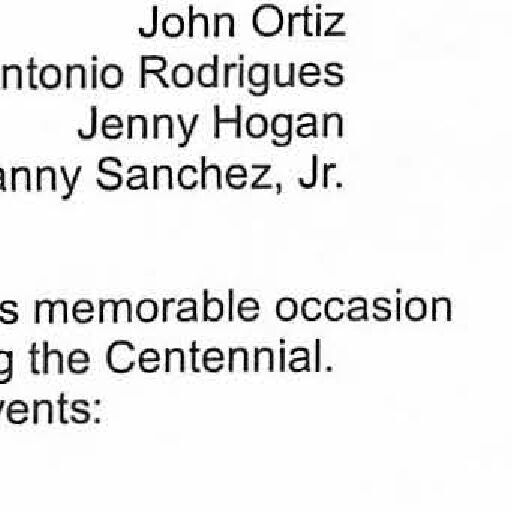 John Ortiz
ntonio Rodrigues
Jenny Hogan
anny Sanchez, Jr.
s memorable occasion
g the Centennial.
vents: